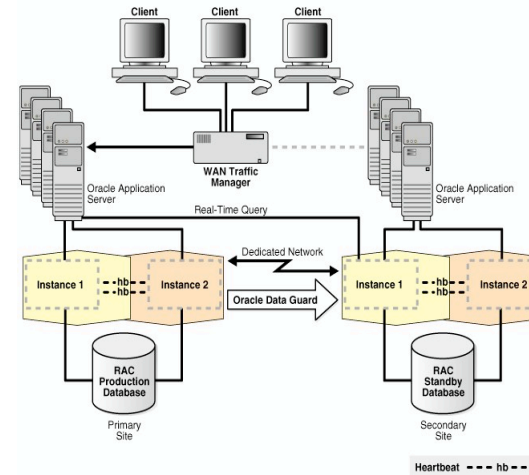 Client
Client
Client
WAN Traffic
Manager
Oracle Application
Server
Oracle Application
Server
Real-Time Query
Dedicated Network
Instance 1
hb
hb
Instance 2
Oracle Data Guard
Instance 1
hb
hb
Instance 2
RAC
Production
Database
RAC
Standby
Database
Primary
Site
Secondary
Site
Heartbeat --- hb ---